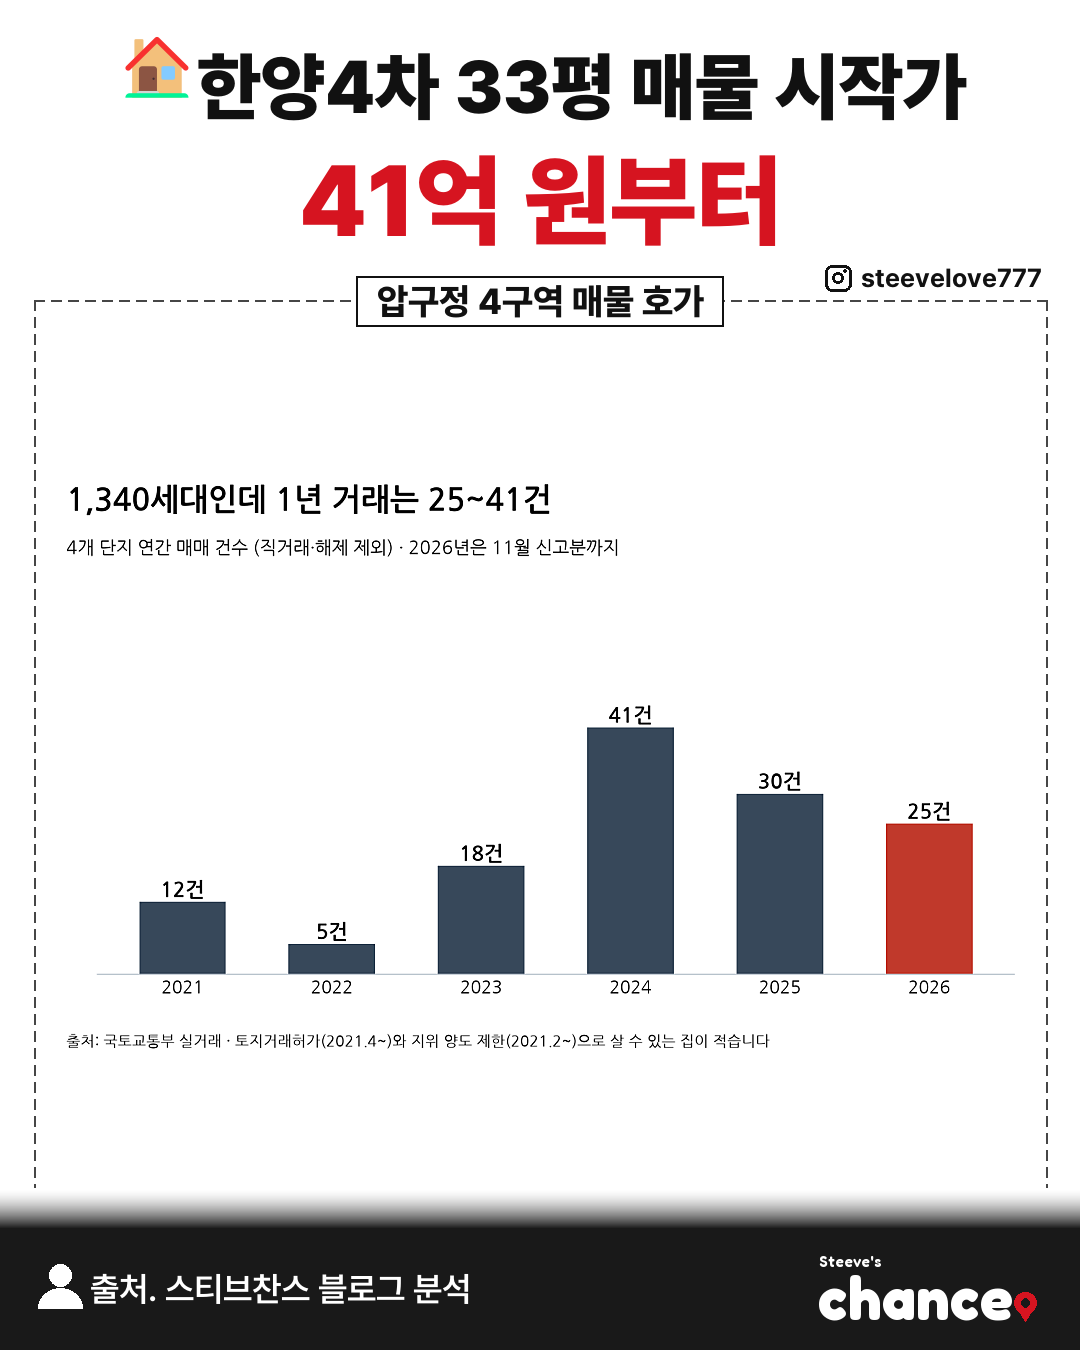 한양4차 33평 매물 시작가
41억 원부터
steevelove777
압구정 4구역 매물 호가
1,340세대인데 1년 거래는 25~41건
4개 단지 연간 매매 건수 (직거래·해제 제외) · 2026년은 11월 신고분까지
41건
30건
25건
18건
12건
5건
2021 2022 2023 2024 2025 2026
출처: 국토교통부 실거래 · 토지거래허가(2021.4~)와 지위 양도 제한(2021.2~)으로 살 수 있는 집이 적습니다
출처. 스티브찬스 블로그 분석
Steeve's
chance